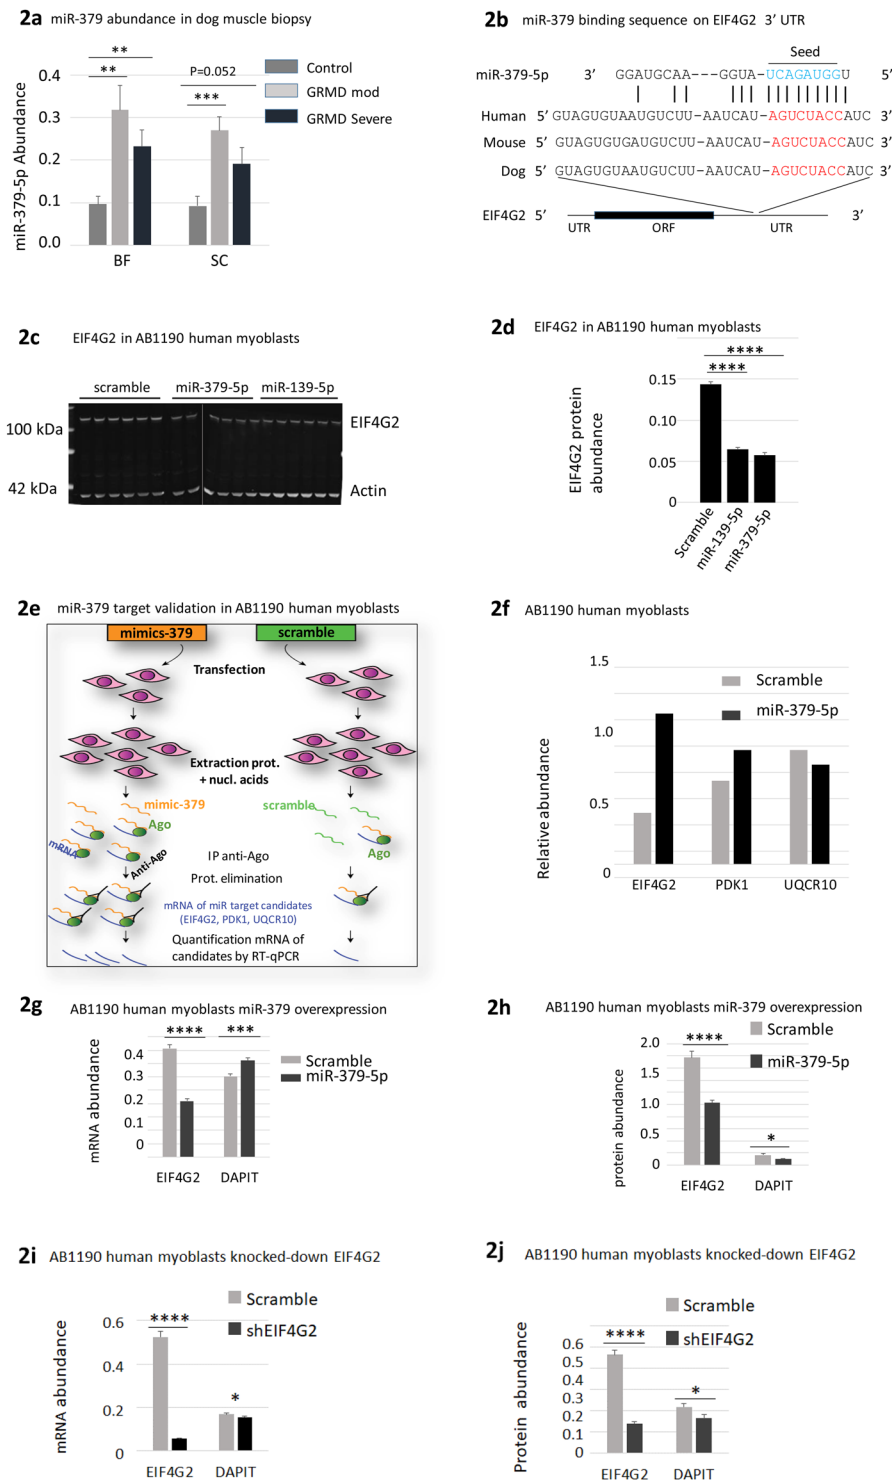 2a miR-379 abundance in dog muscle biopsy
miR-379-5p Abundance
0.4
0.3
0.2
0.1
0.0
**
**
P=0.052
***
BF
SC
Control
GRMD mod
GRMD Severe
2b miR-379 binding sequence on EIF4G2 3’ UTR
Seed
miR-379-5p 3’ GGAUGCAA---GGUA-UCAGAUGGU 5’
Human 5’ GUAGUGUAAUGUCUU-AAUCAU-AGUCUACCAUC 3’
Mouse 5’ GUAGUGUGAUGUCUU-AAUCAU-AGUCUACCAUC 3’
Dog 5’ GUAGUGUAAUGUCUU-AAUCAU-AGUCUACCAUC 3’
EIF4G2 5’ 3’
UTR ORF UTR
2c EIF4G2 in AB1190 human myoblasts
scramble miR-379-5p miR-139-5p
100 kDa EIF4G2
42 kDa Actin
2d EIF4G2 in AB1190 human myoblasts
EIF4G2 protein
abundance
0.15
0.10
0.05
0
****
****
Scramble
miR-139-5p
miR-379-5p
2e miR-379 target validation in AB1190 human myoblasts
mimics-379 scramble
Transfection
Extraction prot.
+ nucl. acids
mimic-379 scramble
Ago
mRNA
Ago
Anti-Ago
IP anti-Ago
Prot. elimination
mRNA of miR target candidates
(EIF4G2, PDK1, UQCR10)
Quantification mRNA of
candidates by RT-qPCR
2f AB1190 human myoblasts
Relative abundance
1.5
1.0
0.5
0
Scramble
miR-379-5p
EIF4G2 PDK1 UQCR10
2g AB1190 human myoblasts miR-379 overexpression
mRNA abundance
0.4
0.3
0.2
0.1
0
**** ***
Scramble
miR-379-5p
EIF4G2 DAPIT
2h AB1190 human myoblasts miR-379 overexpression
protein abundance
2.0
1.5
1.0
0.5
0
****
*
Scramble
miR-379-5p
EIF4G2 DAPIT
2i AB1190 human myoblasts knocked-down EIF4G2
mRNA abundance
0.6
0.4
0.2
0
****
*
Scramble
shEIF4G2
EIF4G2 DAPIT
2j AB1190 human myoblasts knocked-down EIF4G2
Protein abundance
0.6
0.5
0.4
0.3
0.2
0.1
0
****
*
Scramble
shEIF4G2
EIF4G2 DAPIT